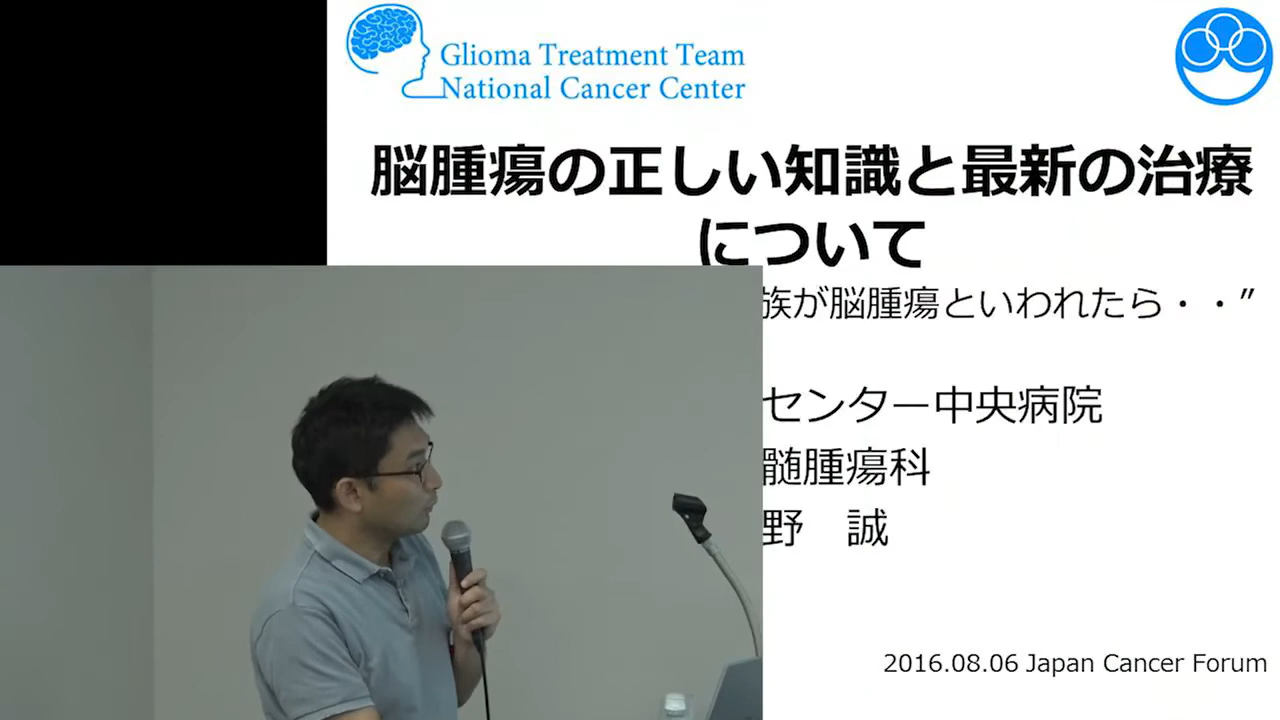 Glioma Treatment Team
National Cancer Center
脳腫瘍の正しい知識と最新の治療
について
族が脳腫瘍といわれたら・・”
センター中央病院
髄腫瘍科
野　誠
2016.08.06 Japan Cancer Forum